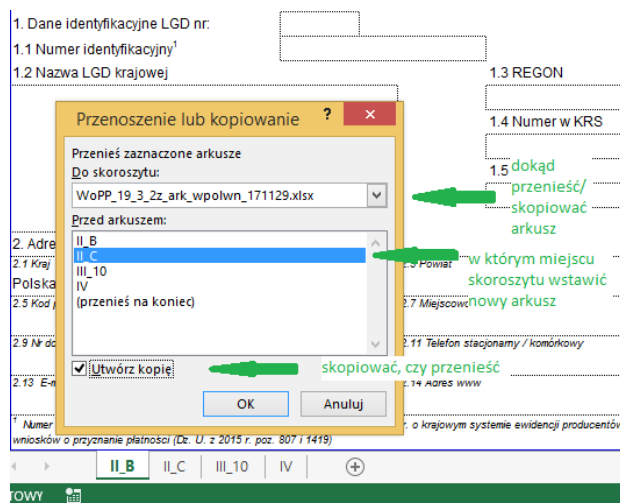 1. Dane identyfikacyjne LGD nr:
1.1 Numer identyfikacyjny1
1.2 Nazwa LGD krajowej
1.3 REGON
Przenoszenie lub kopiowanie ? ×
1.4 Numer w KRS
Przenieś zaznaczone arkusze
Do skoroszytu:
1.5
dokąd
przenieść/
skopiować
arkusz
WoPP_19_3_2z_ark_wpolwn_171129.xlsx
Przed arkuszem:
2. Adre
II_B
2.1 Kraj
II_C
Powiat
w którym miejscu
skoroszytu wstawić
nowy arkusz
Polska
III_10
IV
2.5 Kod
2.7 Miejscowo
(przenieś na koniec)
2.9 Nr do
2.11 Telefon stacjonarny / komórkowy
Utwórz kopię
skopiować, czy przenieść
2.13 E-m
2.14 Adres www
OK Anuluj
1 Numer
r. o krajowym systemie ewidencji producentów
wniosków o przyznanie płatności (Dz. U. z 2015 r. poz. 807 i 1419)
II_B II_C III_10 IV
TOWY